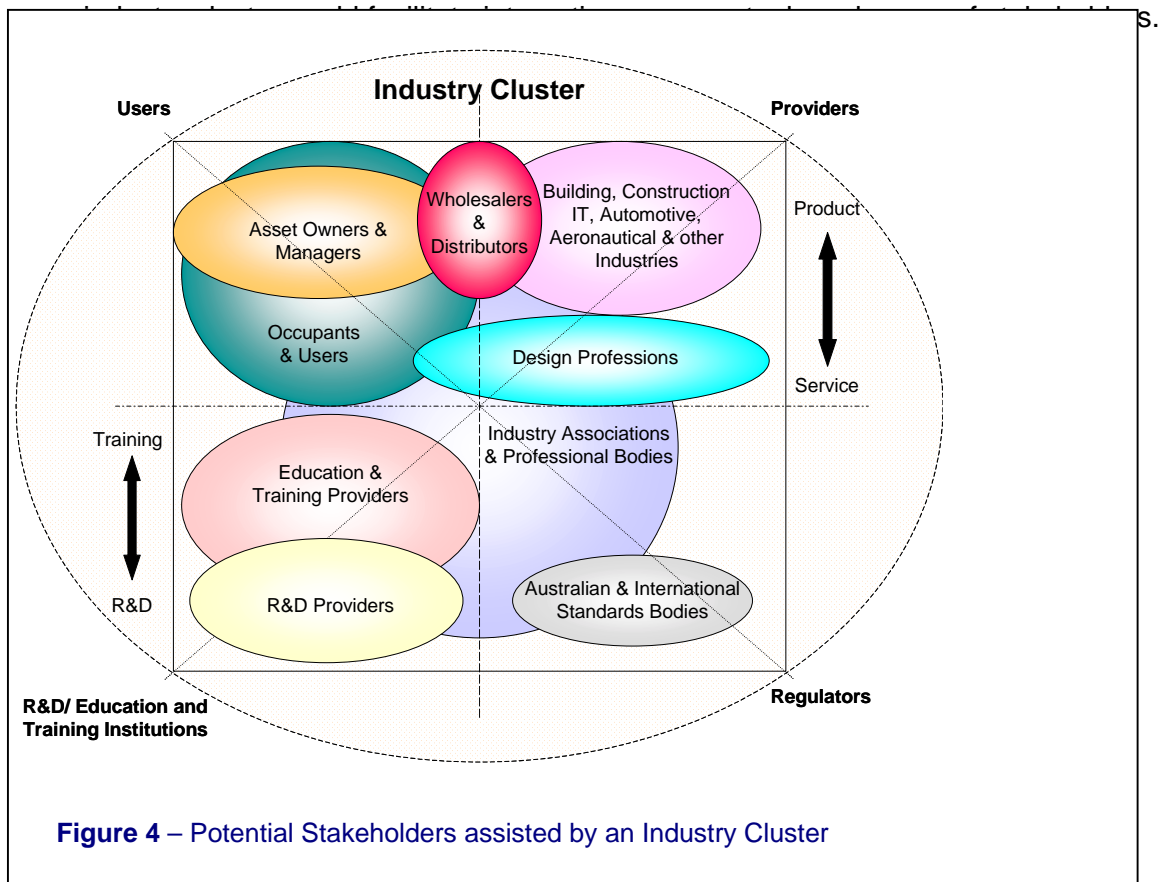 s.
Industry Cluster
Users
Providers
Wholesalers
&
Distributors
Building, Construction
IT, Automotive,
Aeronautical & other
Industries
Product
Asset Owners &
Managers
Occupants
& Users
Design Professions
Service
Training
Industry Associations
& Professional Bodies
Education &
Training Providers
R&D
R&D Providers
Australian & International
Standards Bodies
R&D/ Education and
Training Institutions
Regulators
Figure 4 – Potential Stakeholders assisted by an Industry Cluster